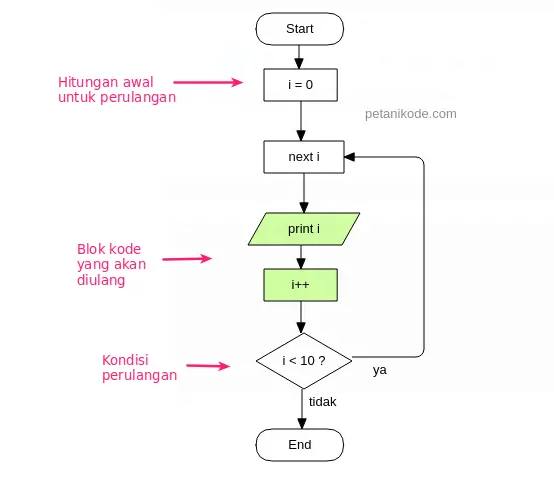 Start
Hitungan awal
untuk perulangan
i = 0
petanikode.com
next i
print i
Blok kode
yang akan
diulang
i++
Kondisi
perulangan
i < 10 ?
ya
tidak
End